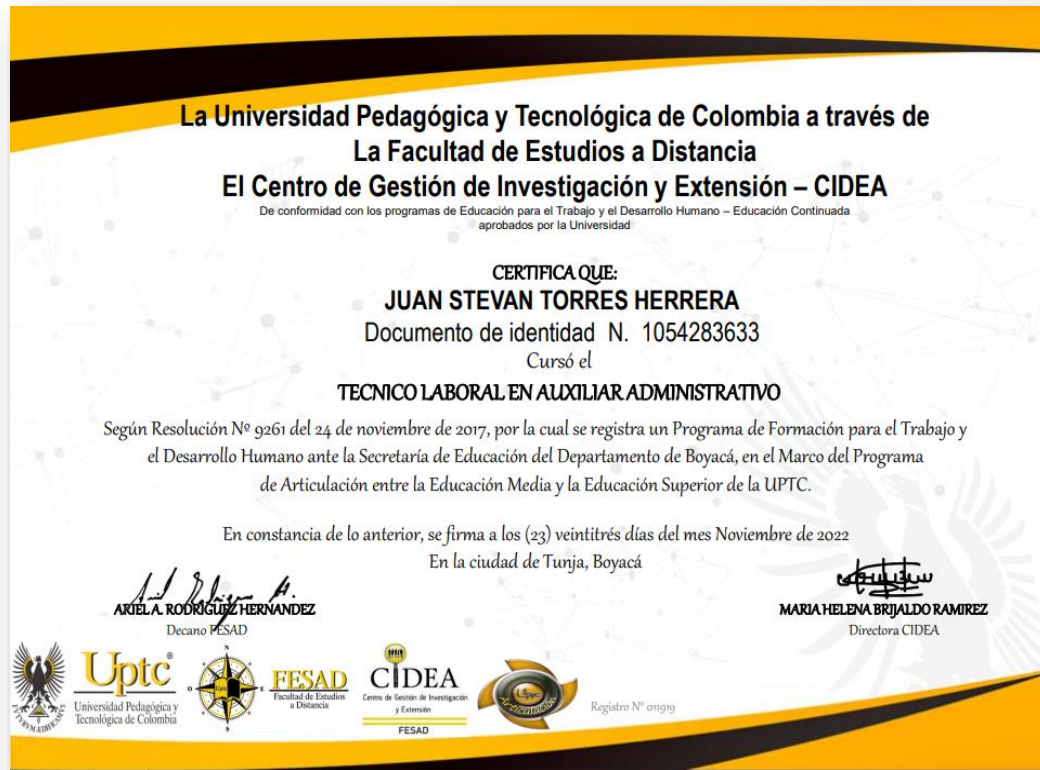 La Universidad Pedagógica y Tecnológica de Colombia a través de
La Facultad de Estudios a Distancia
El Centro de Gestión de Investigación y Extensión – CIDEA
De conformidad con los programas de Educación para el Trabajo y el Desarrollo Humano – Educación Continuada
aprobados por la Universidad
CERTIFICA QUE:
JUAN STEVAN TORRES HERRERA
Documento de identidad N. 1054283633
Cursó el
TECNICO LABORAL EN AUXILIAR ADMINISTRATIVO
Según Resolución Nº 9261 del 24 de noviembre de 2017, por la cual se registra un Programa de Formación para el Trabajo y
el Desarrollo Humano ante la Secretaría de Educación del Departamento de Boyacá, en el Marco del Programa
de Articulación entre la Educación Media y la Educación Superior de la UPTC.
En constancia de lo anterior, se firma a los (23) veintitrés días del mes Noviembre de 2022
En la ciudad de Tunja, Boyacá
ARIEL A. RODRIGUEZ HERNANDEZ
Decano FESAD
MARIA HELENA BRIJALDO RAMIREZ
Directora CIDEA
Uptc®
Universidad Pedagógica y
Tecnológica de Colombia
N
O
Uptc
E
S
FESAD
Facultad de Estudios
a Distancia
CIDEA
Centro de Gestión de Investigación
y Extensión
FESAD
Uptc
Articulación
Registro N° 011919